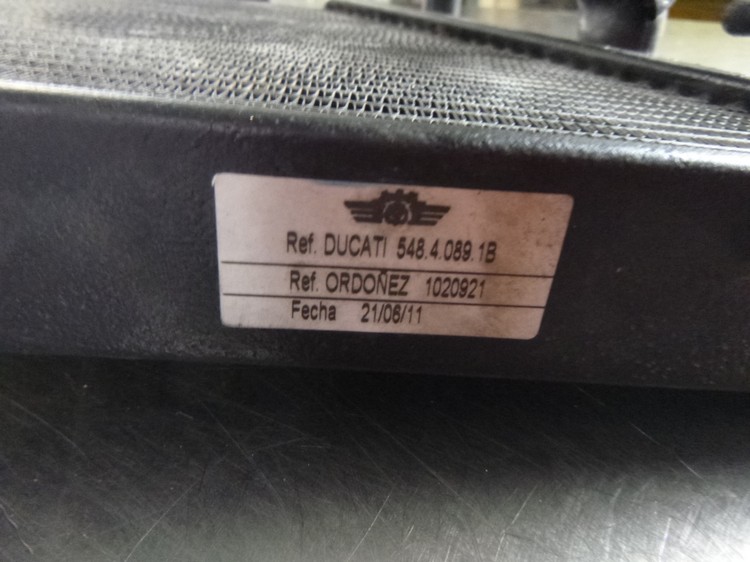 Ref. DUCATI 548.4.089.1B
Ref. ORDOÑEZ 1020921
Fecha 21/06/11